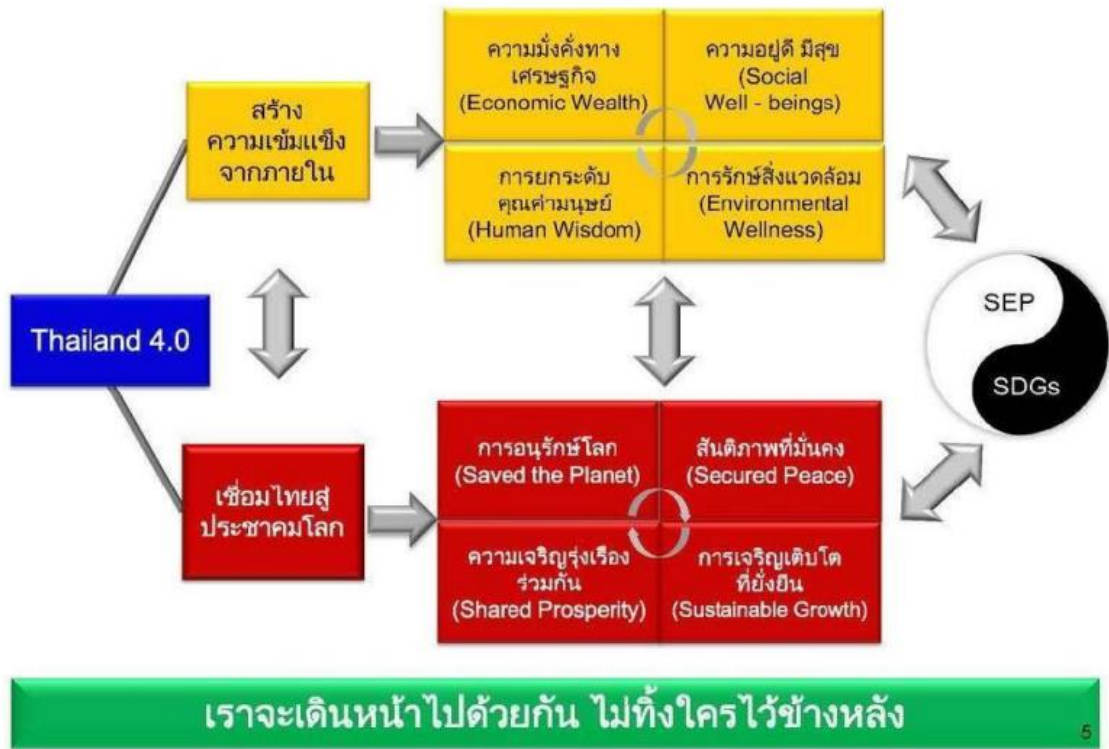 ความมั่งคั่งทาง
เศรษฐกิจ
(Economic Wealth)
ความอยู่ดี มีสุข
(Social
Well - beings)
สร้าง
ความเข้มแข็ง
จากภายใน
การยกระดับ
คุณค่ามนุษย์
(Human Wisdom)
การรักษ์สิ่งแวดล้อม
(Environmental
Wellness)
Thailand 4.0
SEP
SDGs
การอนุรักษ์โลก
(Saved the Planet)
สันติภาพที่มั่นคง
(Secured Peace)
เชื่อมไทยสู่
ประชาคมโลก
ความเจริญรุ่งเรือง
ร่วมกัน
(Shared Prosperity)
การเจริญเติบโต
ที่ยั่งยืน
(Sustainable Growth)
เราจะเดินหน้าไปด้วยกัน ไม่ทิ้งใครไว้ข้างหลัง
5